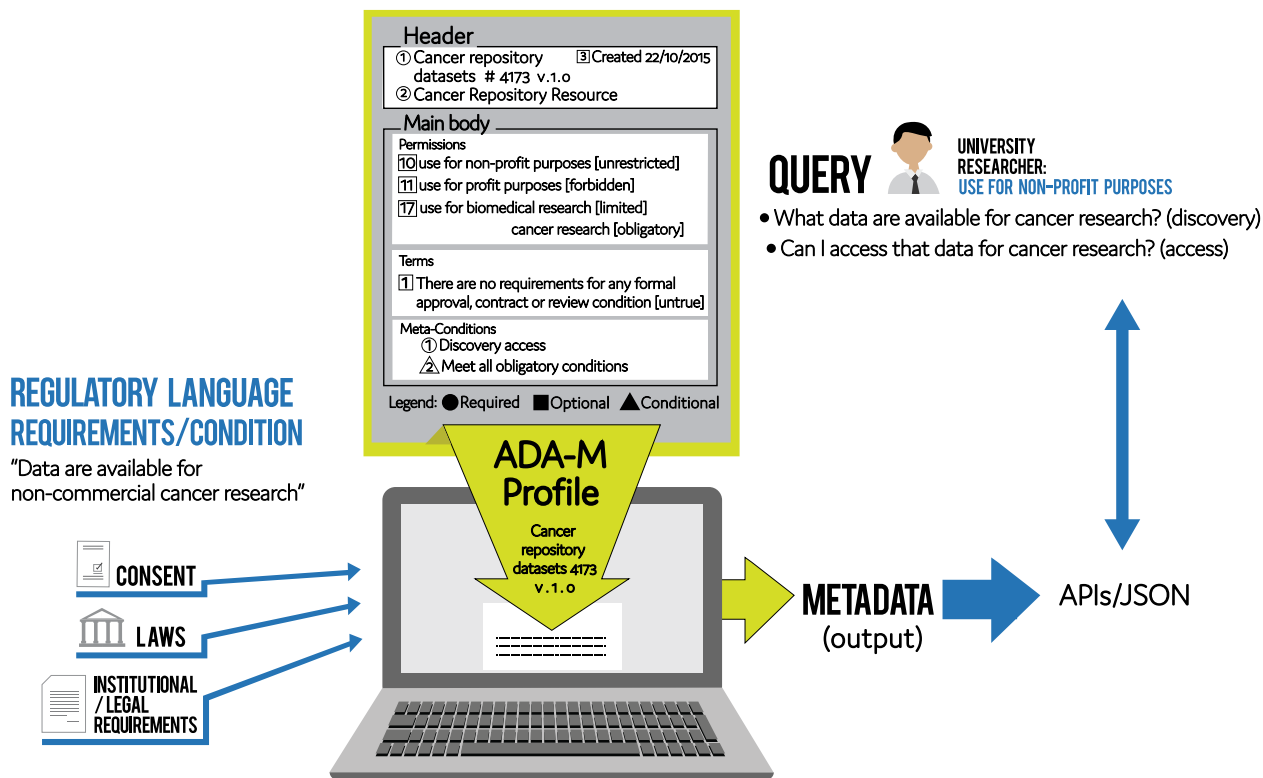 Header
① Cancer repository
datasets # 4173 v.1.0
3 Created 22/10/2015
② Cancer Repository Resource
Main body
Permissions
10 use for non-profit purposes [unrestricted]
11 use for profit purposes [forbidden]
17 use for biomedical research [limited]
cancer research [obligatory]
Terms
1 There are no requirements for any formal
approval, contract or review condition [untrue]
Meta-Conditions
① Discovery access
2 Meet all obligatory conditions
Legend: ●Required ■Optional ▲Conditional
ADA-M
Profile
Cancer
repository
datasets 4173
v.1.0
REGULATORY LANGUAGE
REQUIREMENTS/CONDITION
"Data are available for
non-commercial cancer research"
CONSENT
LAWS
INSTITUTIONAL
/ LEGAL
REQUIREMENTS
METADATA
(output)
APIs/JSON
QUERY
UNIVERSITY
RESEARCHER:
USE FOR NON-PROFIT PURPOSES
• What data are available for cancer research? (discovery)
• Can I access that data for cancer research? (access)